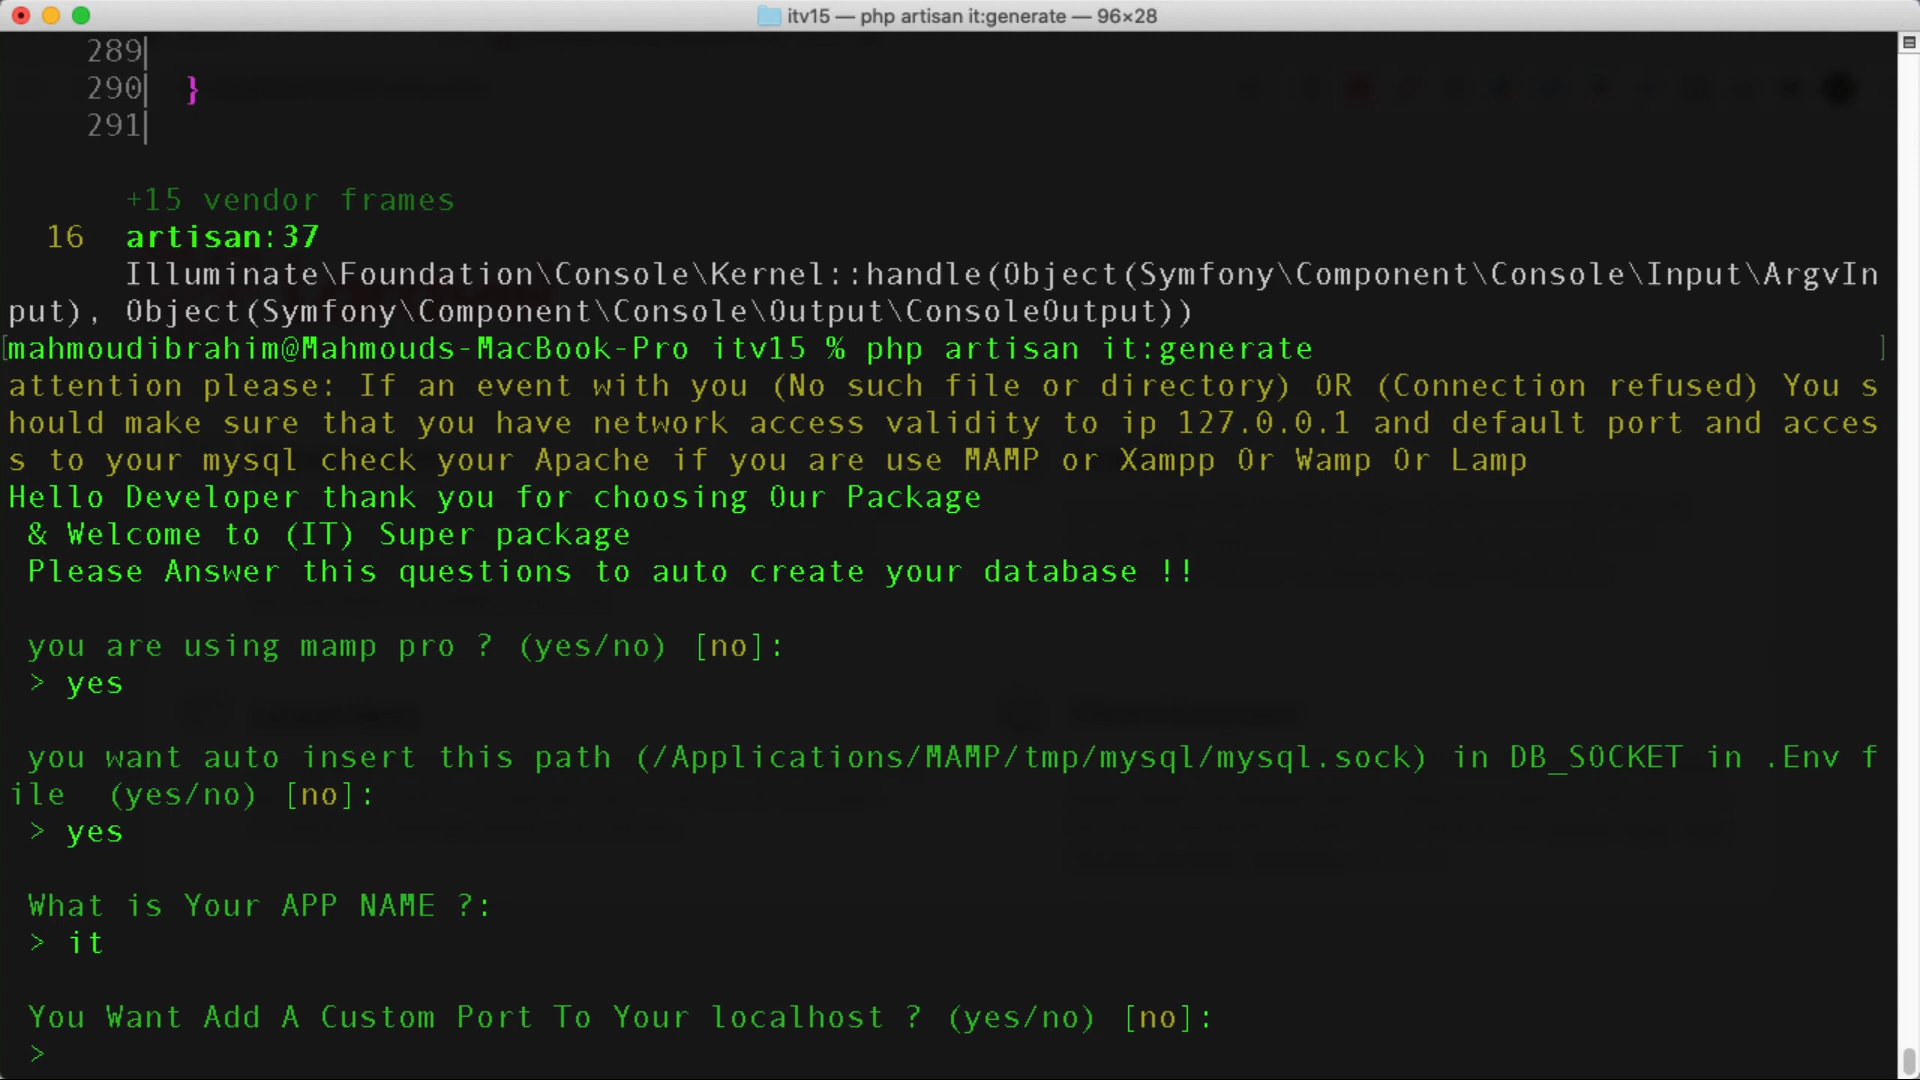 itv15 — php artisan it:generate — 96×28
289|
290| }
291|
+15 vendor frames
16 artisan:37
Illuminate\Foundation\Console\Kernel::handle(Object(Symfony\Component\Console\Input\ArgvIn
put), Object(Symfony\Component\Console\Output\ConsoleOutput))
[mahmoudibrahim@Mahmouds-MacBook-Pro itv15 % php artisan it:generate ]
attention please: If an event with you (No such file or directory) OR (Connection refused) You s
hould make sure that you have network access validity to ip 127.0.0.1 and default port and acces
s to your mysql check your Apache if you are use MAMP or Xampp Or Wamp Or Lamp
Hello Developer thank you for choosing Our Package
& Welcome to (IT) Super package
Please Answer this questions to auto create your database !!
you are using mamp pro ? (yes/no) [no]:
> yes
you want auto insert this path (/Applications/MAMP/tmp/mysql/mysql.sock) in DB_SOCKET in .Env f
ile  (yes/no) [no]:
> yes
What is Your APP NAME ?:
> it
You Want Add A Custom Port To Your localhost ? (yes/no) [no]:
>